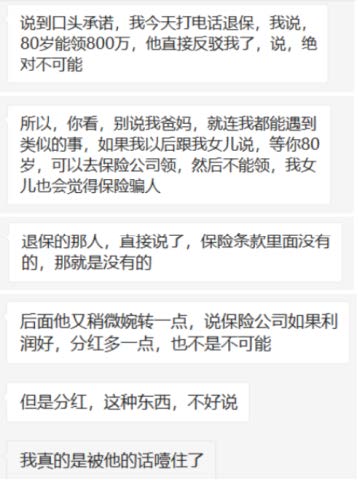 说到口头承诺，我今天打电话退保，我说，
80岁能领800万，他直接反驳我了，说，绝
对不可能
所以，你看，别说我爸妈，就连我都能遇到
类似的事，如果我以后跟我女儿说，等你80
岁，可以去保险公司领，然后不能领，我女
儿也会觉得保险骗人
退保的那人，直接说了，保险条款里面没有
的，那就是没有的
后面他又稍微婉转一点，说保险公司如果利
润好，分红多一点，也不是不可能
但是分红，这种东西，不好说
我真的是被他的话噎住了